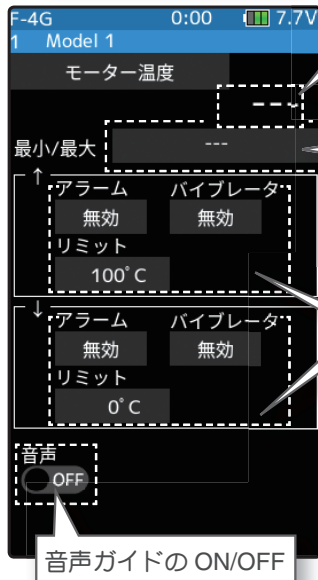 F-4G 0:00 7.7V
1 Model 1
モーター温度
---
最小/最大 ---
↑
アラーム バイブレータ
無効 無効
リミット
100°C
↓
アラーム バイブレータ
無効 無効
リミット
0°C
音声
OFF
音声ガイドの ON/OFF